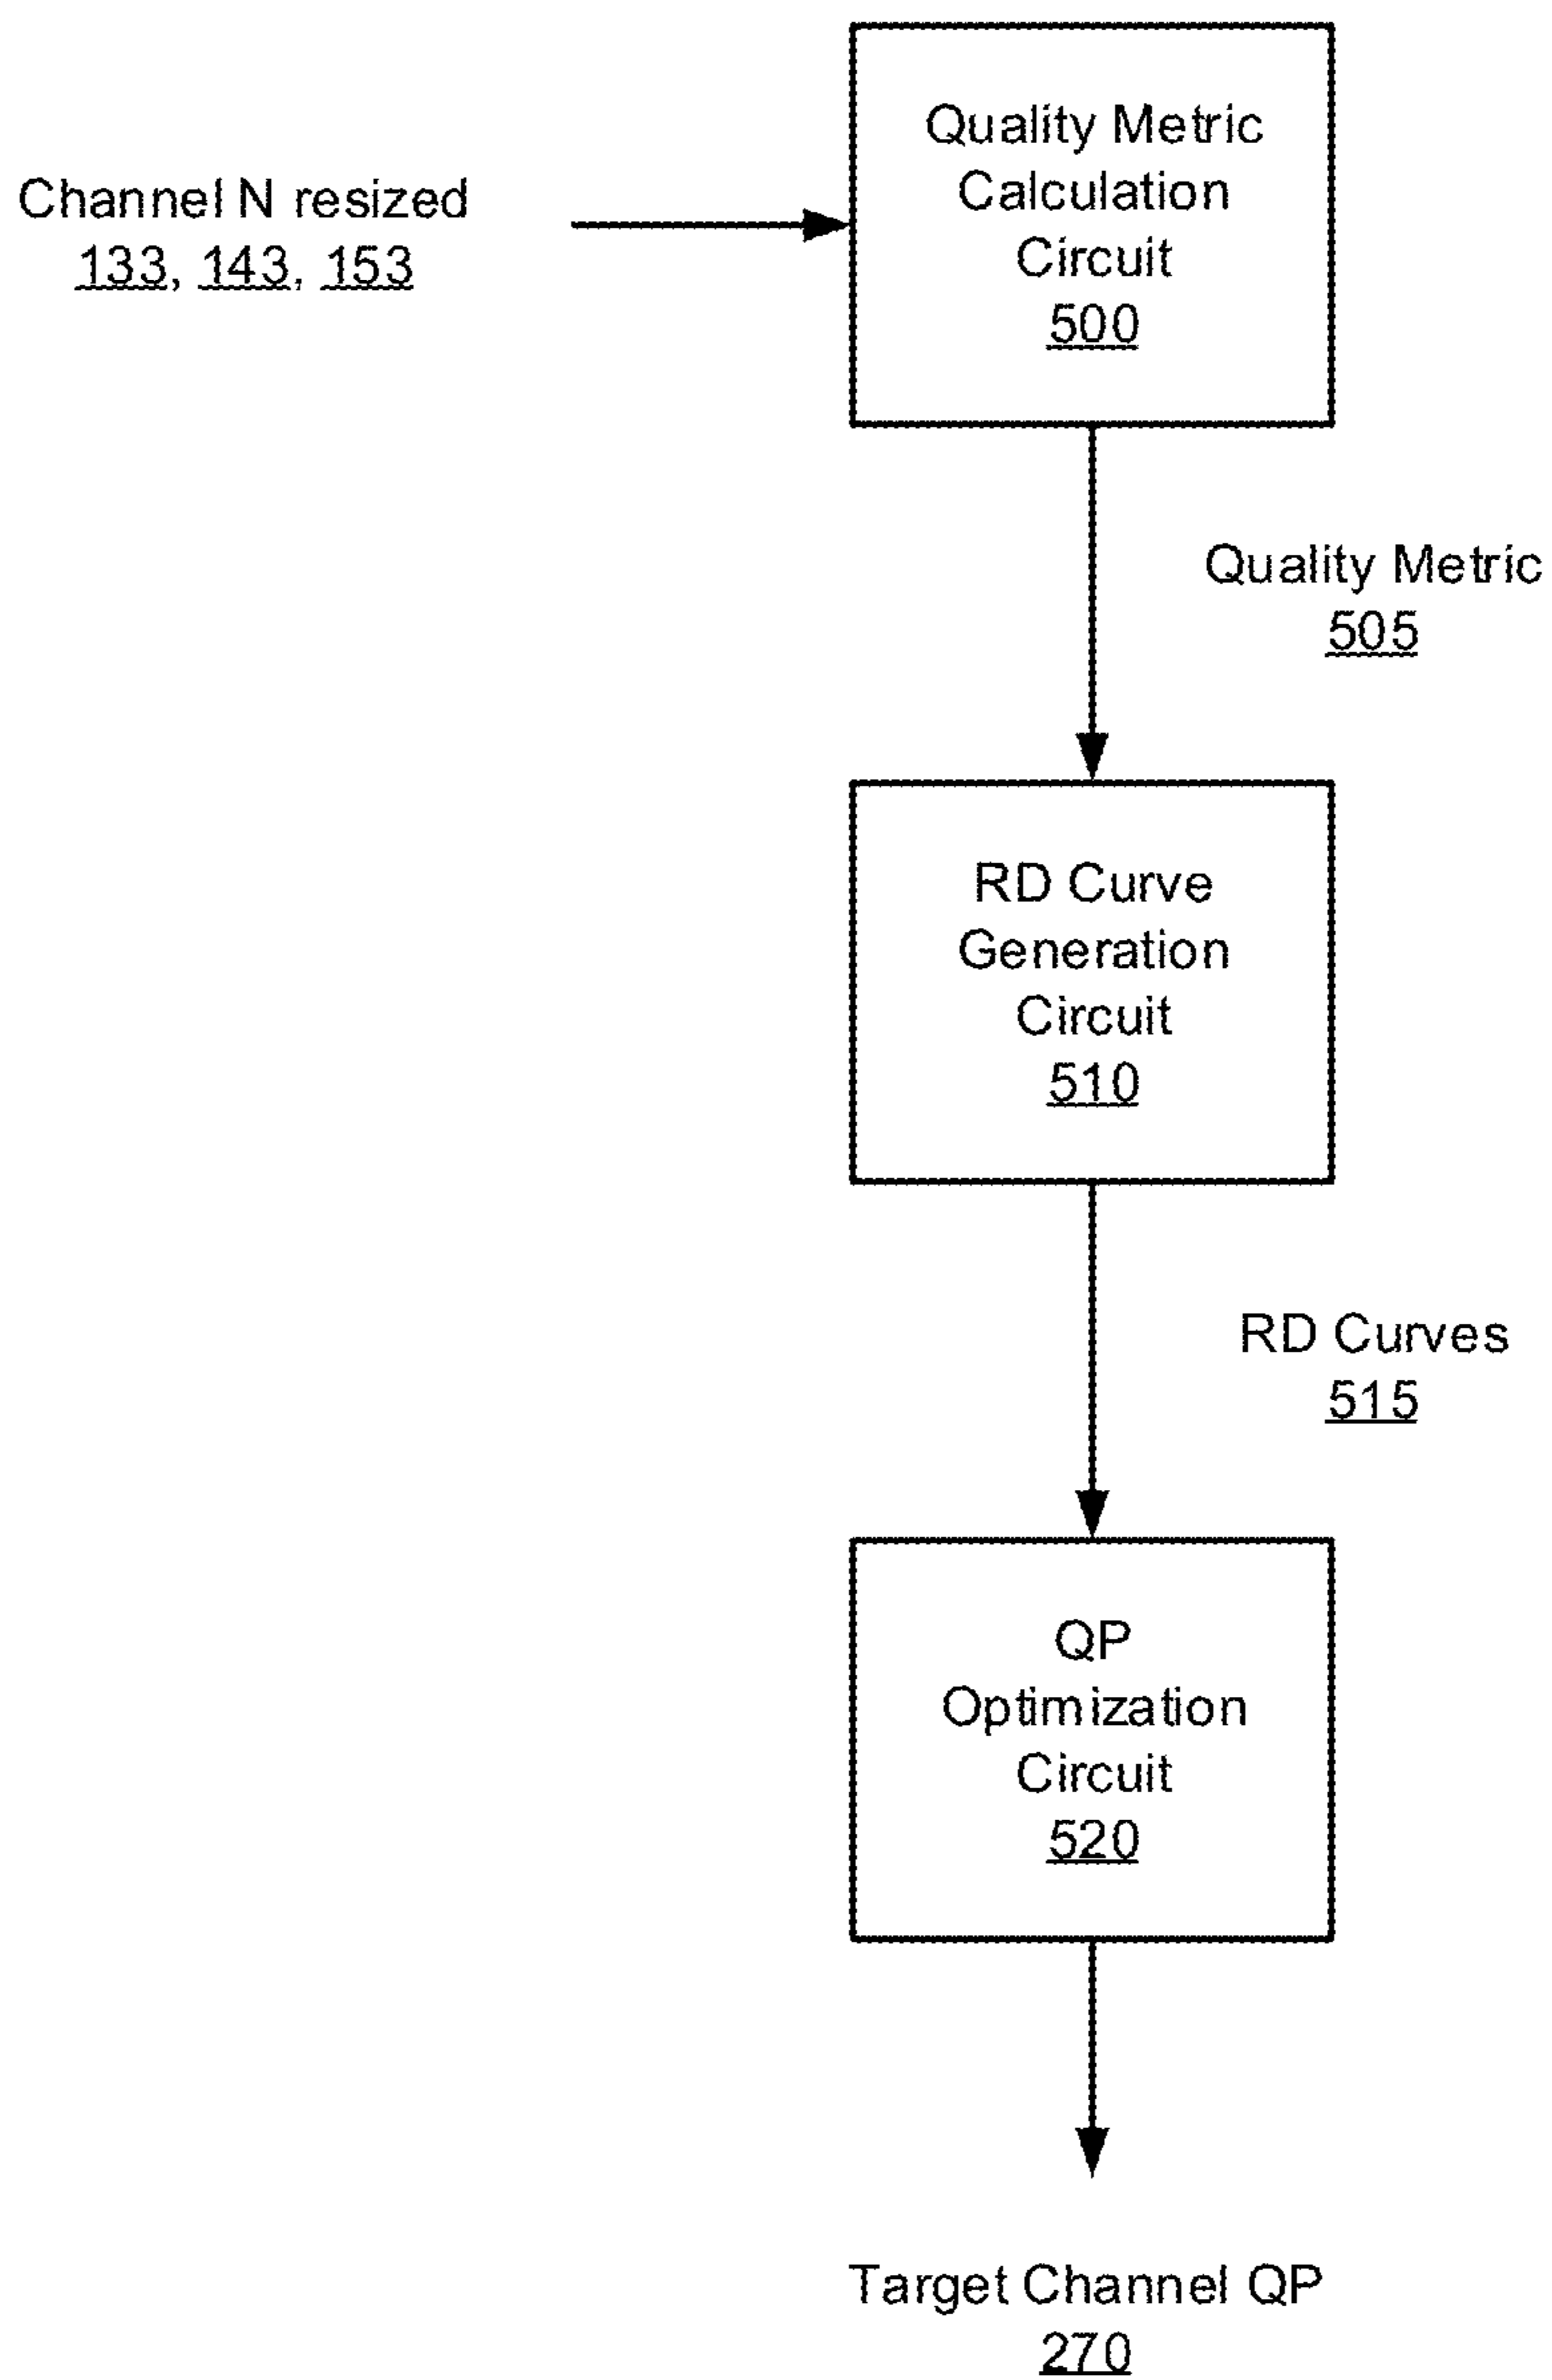 Quality Metric
Calculation
Circuit
500
Channel N resized
133, 143, 153
Quality Metric
505
RD Curve
Generation
Circuit
510
RD Curves
515
QP
Optimization
Circuit
520
Target Channel QP
270